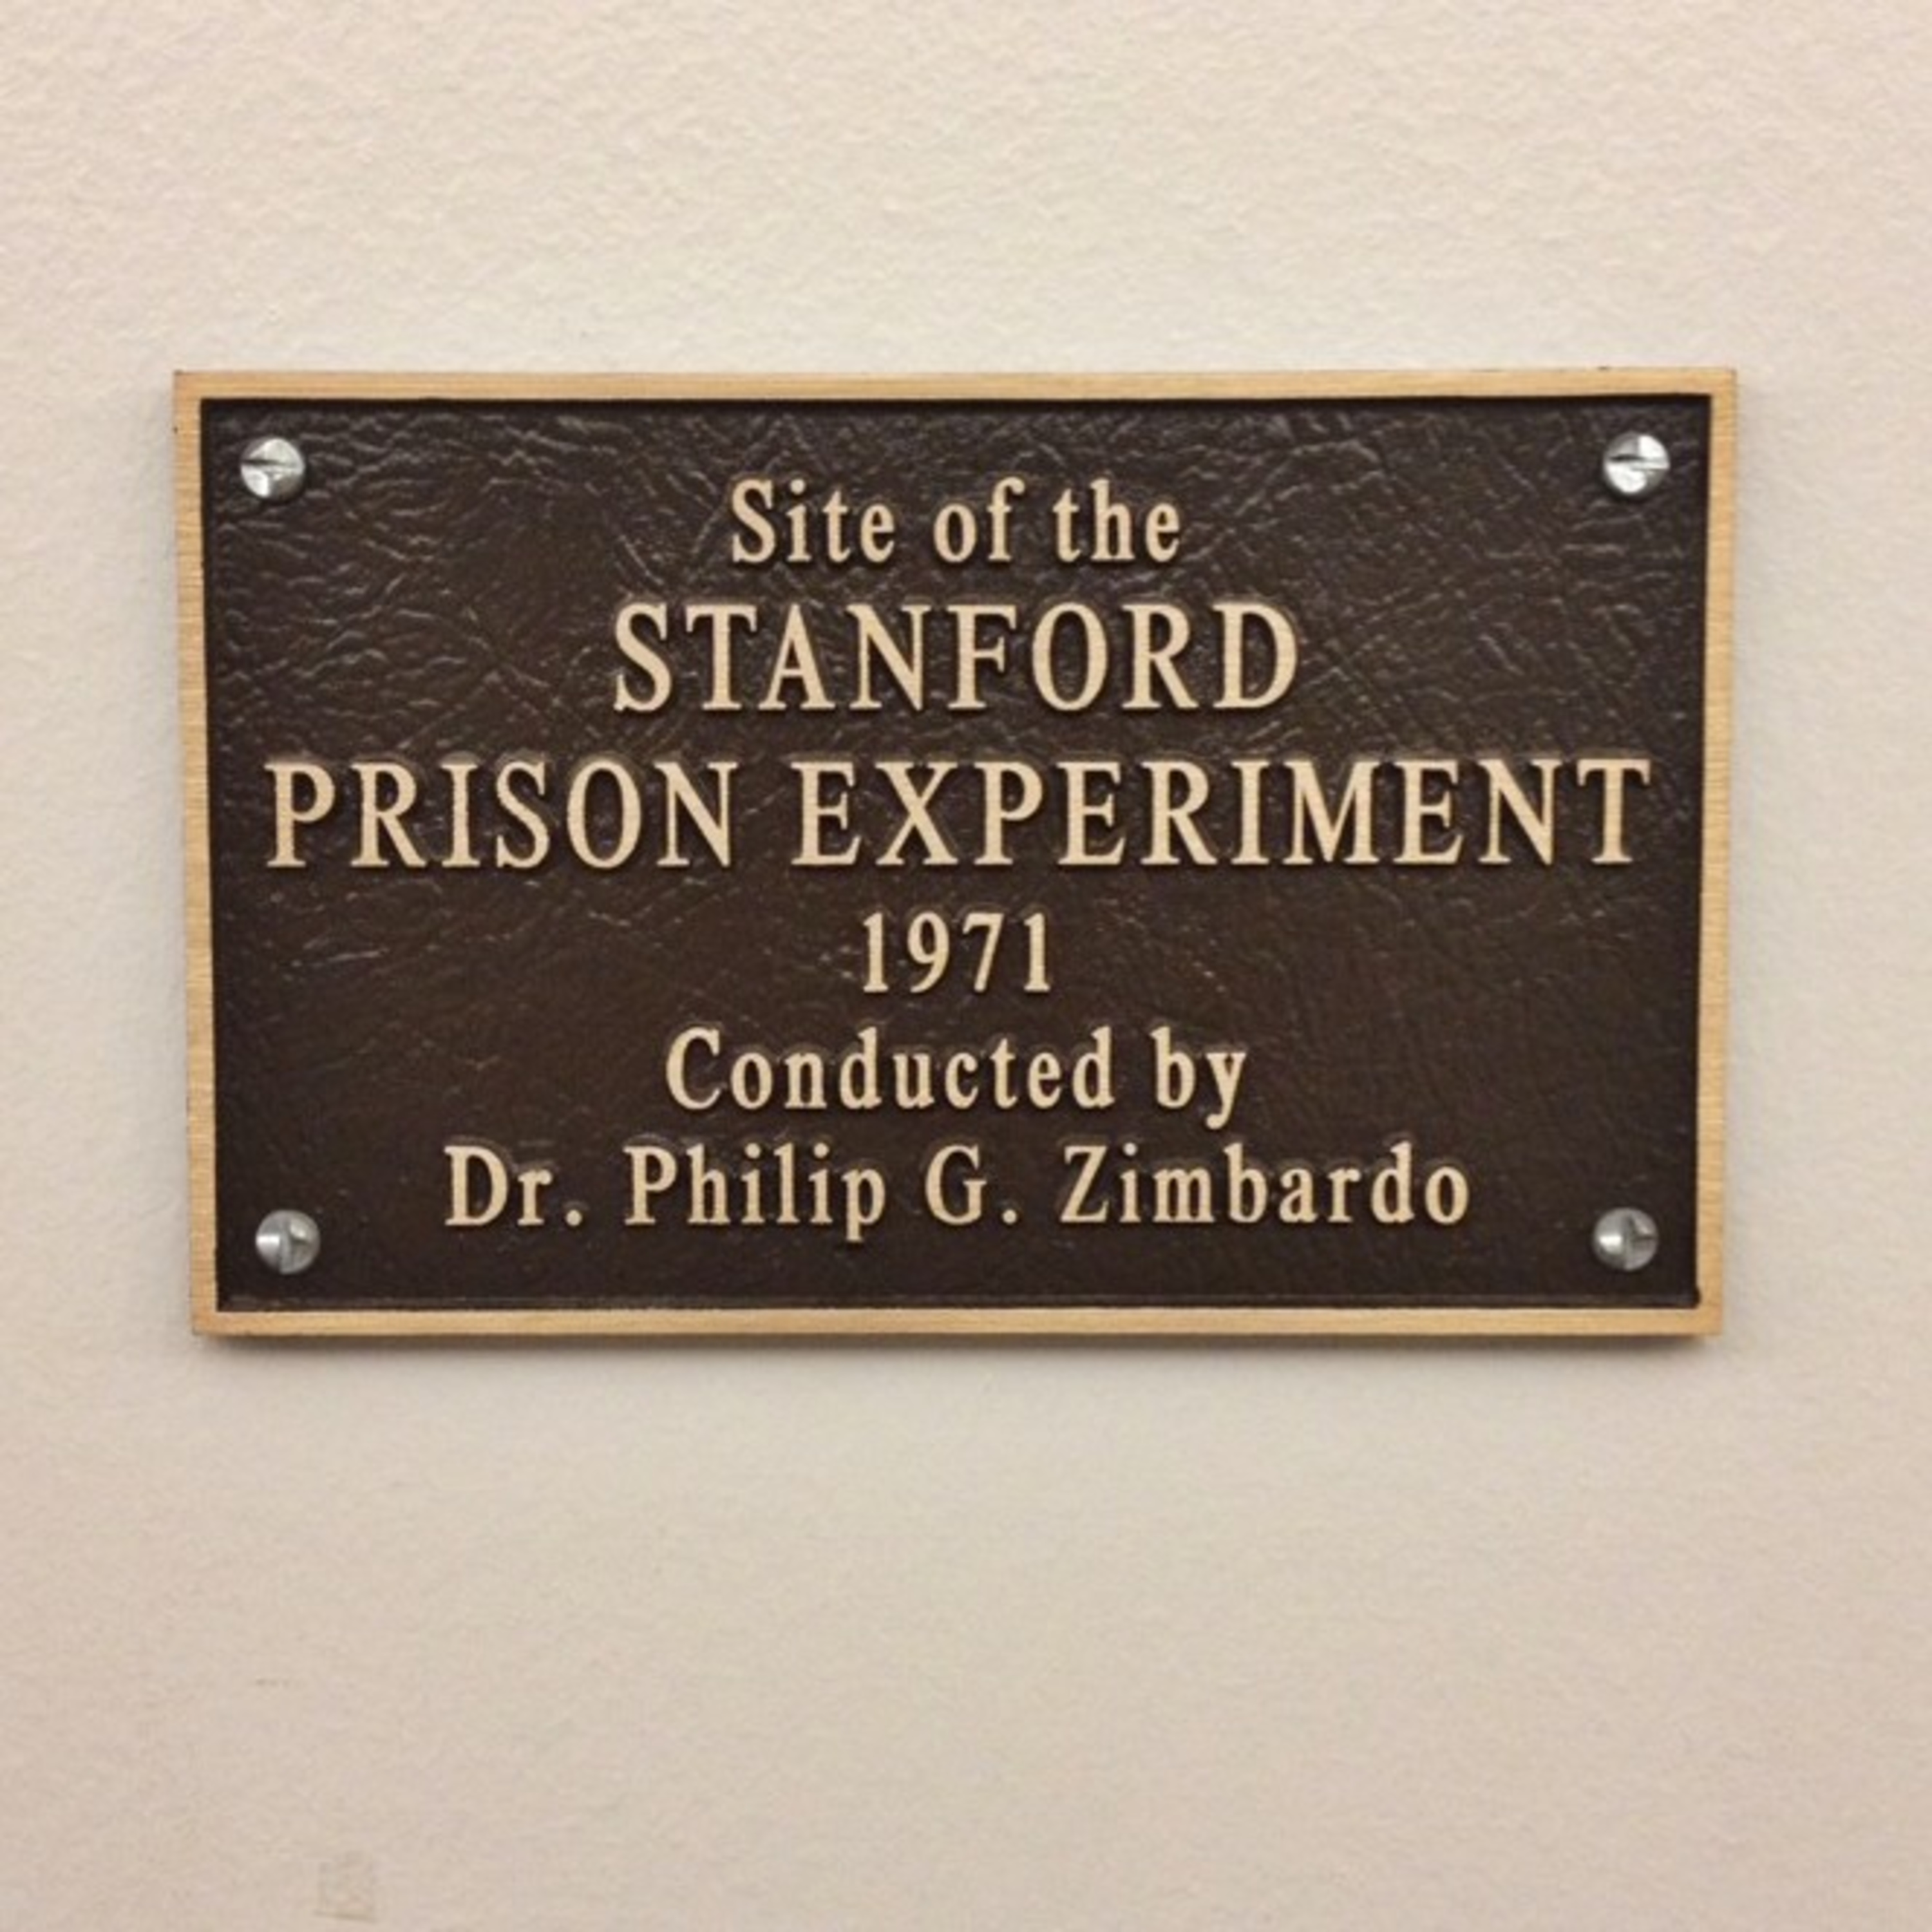 Site of the
STANFORD
PRISON EXPERIMENT
1971
Conducted by
Dr. Philip G. Zimbardo